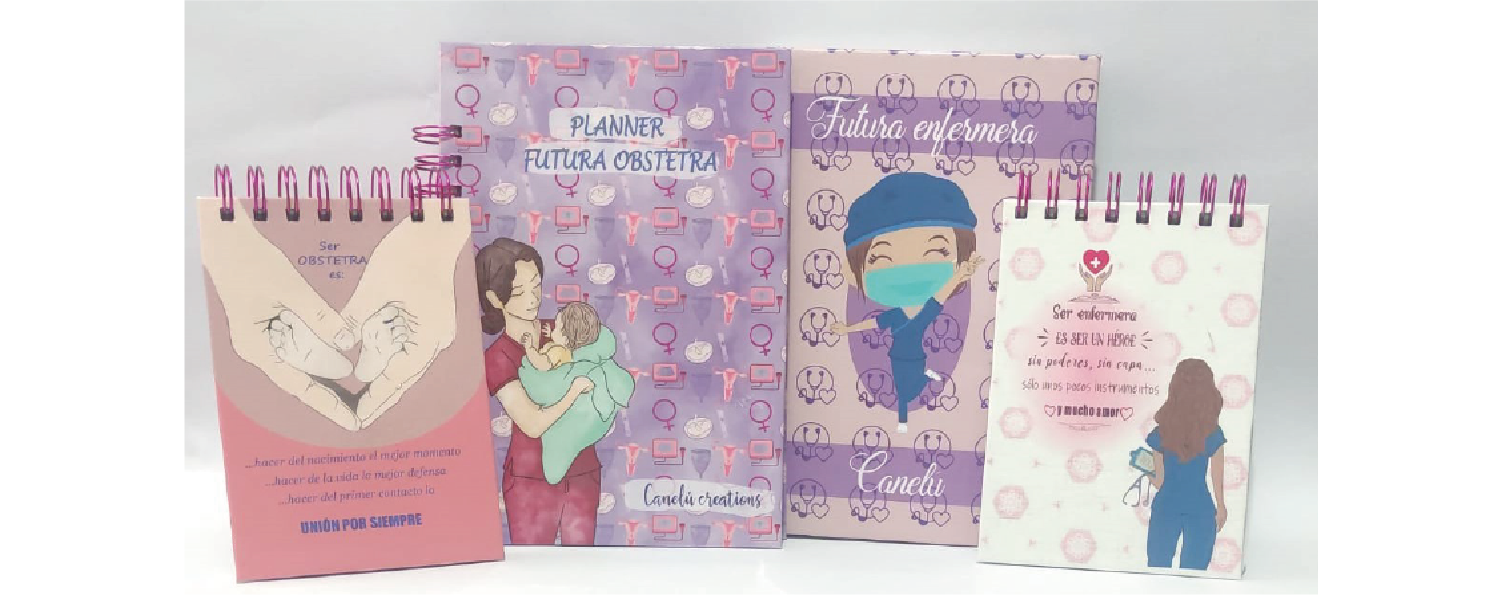 Ser
OBSTETRA
es:
...hacer del nacimiento el mejor momento
...hacer de la vida la mejor defensa
...hacer del primer contacto la
UNIÓN POR SIEMPRE
PLANNER
FUTURA OBSTETRA
Canelú creations
Futura enfermera
Canelú
Ser enfermera
ES SER UN HÉROE
sin poderes, sin capa...
sólo unos pocos instrumentos
y mucho amor